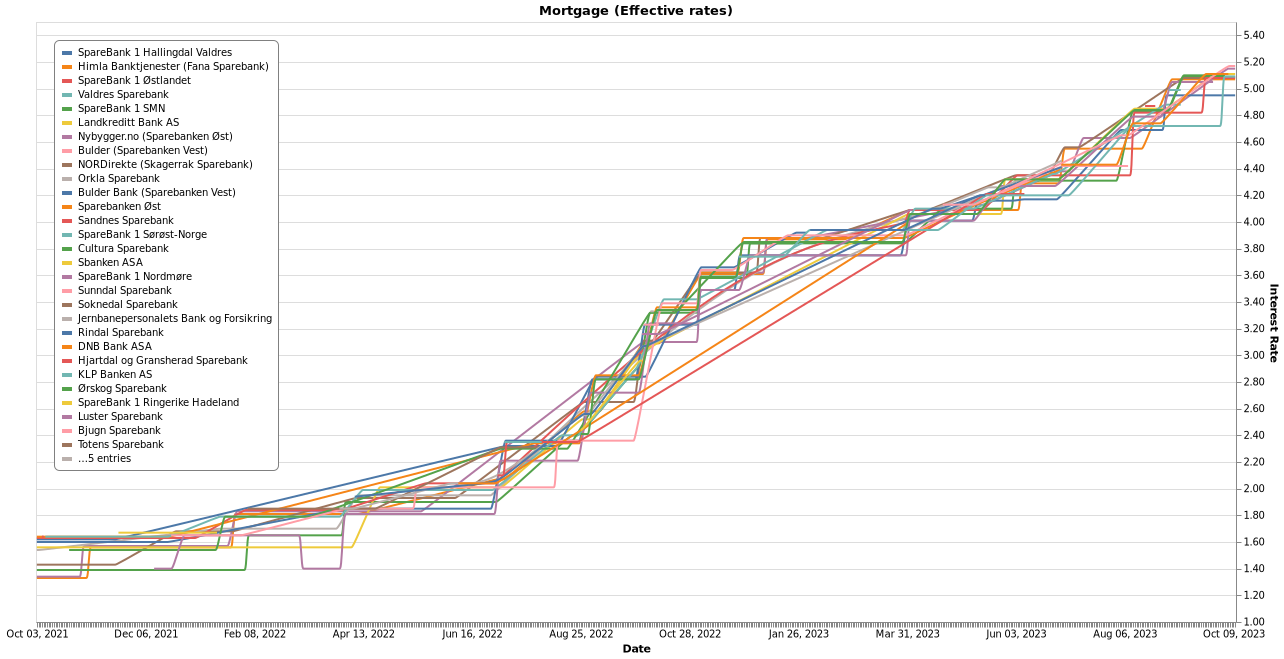 Mortgage (Effective rates)
SpareBank 1 Hallingdal Valdres
Himla Banktjenester (Fana Sparebank)
SpareBank 1 Østlandet
Valdres Sparebank
SpareBank 1 SMN
Landkreditt Bank AS
Nybygger.no (Sparebanken Øst)
Bulder (Sparebanken Vest)
NORDirekte (Skagerrak Sparebank)
Orkla Sparebank
Bulder Bank (Sparebanken Vest)
Sparebanken Øst
Sandnes Sparebank
SpareBank 1 Sørøst-Norge
Cultura Sparebank
Sbanken ASA
SpareBank 1 Nordmøre
Sunndal Sparebank
Soknedal Sparebank
Jernbanepersonalets Bank og Forsikring
Rindal Sparebank
DNB Bank ASA
Hjartdal og Gransherad Sparebank
KLP Banken AS
Ørskog Sparebank
SpareBank 1 Ringerike Hadeland
Luster Sparebank
Bjugn Sparebank
Totens Sparebank
...5 entries
5.40
5.20
5.00
4.80
4.60
4.40
4.20
4.00
3.80
3.60
3.40
3.20
3.00
2.80
2.60
2.40
2.20
2.00
1.80
1.60
1.40
1.20
1.00
Interest Rate
Oct 03, 2021 Dec 06, 2021 Feb 08, 2022 Apr 13, 2022 Jun 16, 2022 Aug 25, 2022 Oct 28, 2022 Jan 26, 2023 Mar 31, 2023 Jun 03, 2023 Aug 06, 2023 Oct 09, 2023
Date